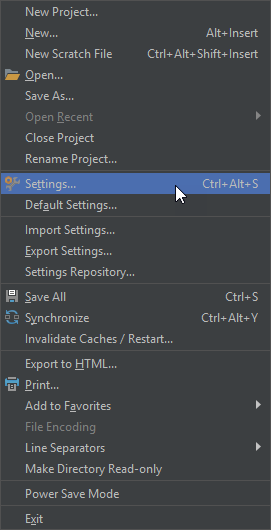 New Project...
New... Alt+Insert
New Scratch File Ctrl+Alt+Shift+Insert
Open...
Save As...
Open Recent
Close Project
Rename Project...
Settings... Ctrl+Alt+S
Default Settings...
Import Settings...
Export Settings...
Settings Repository...
Save All Ctrl+S
Synchronize Ctrl+Alt+Y
Invalidate Caches / Restart...
Export to HTML...
Print...
Add to Favorites
File Encoding
Line Separators
Make Directory Read-only
Power Save Mode
Exit